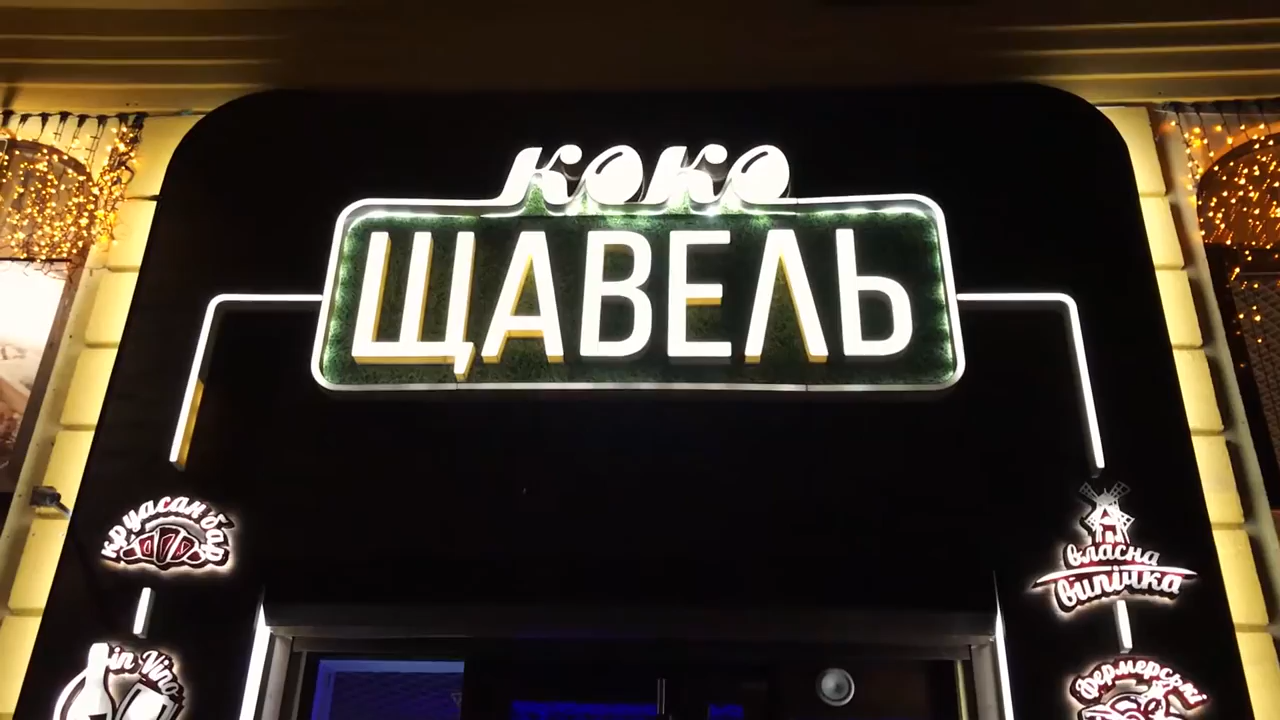 коко
ЩАВЕЛЬ
круасан бар
власна
випічка
in Vino
Фермерські